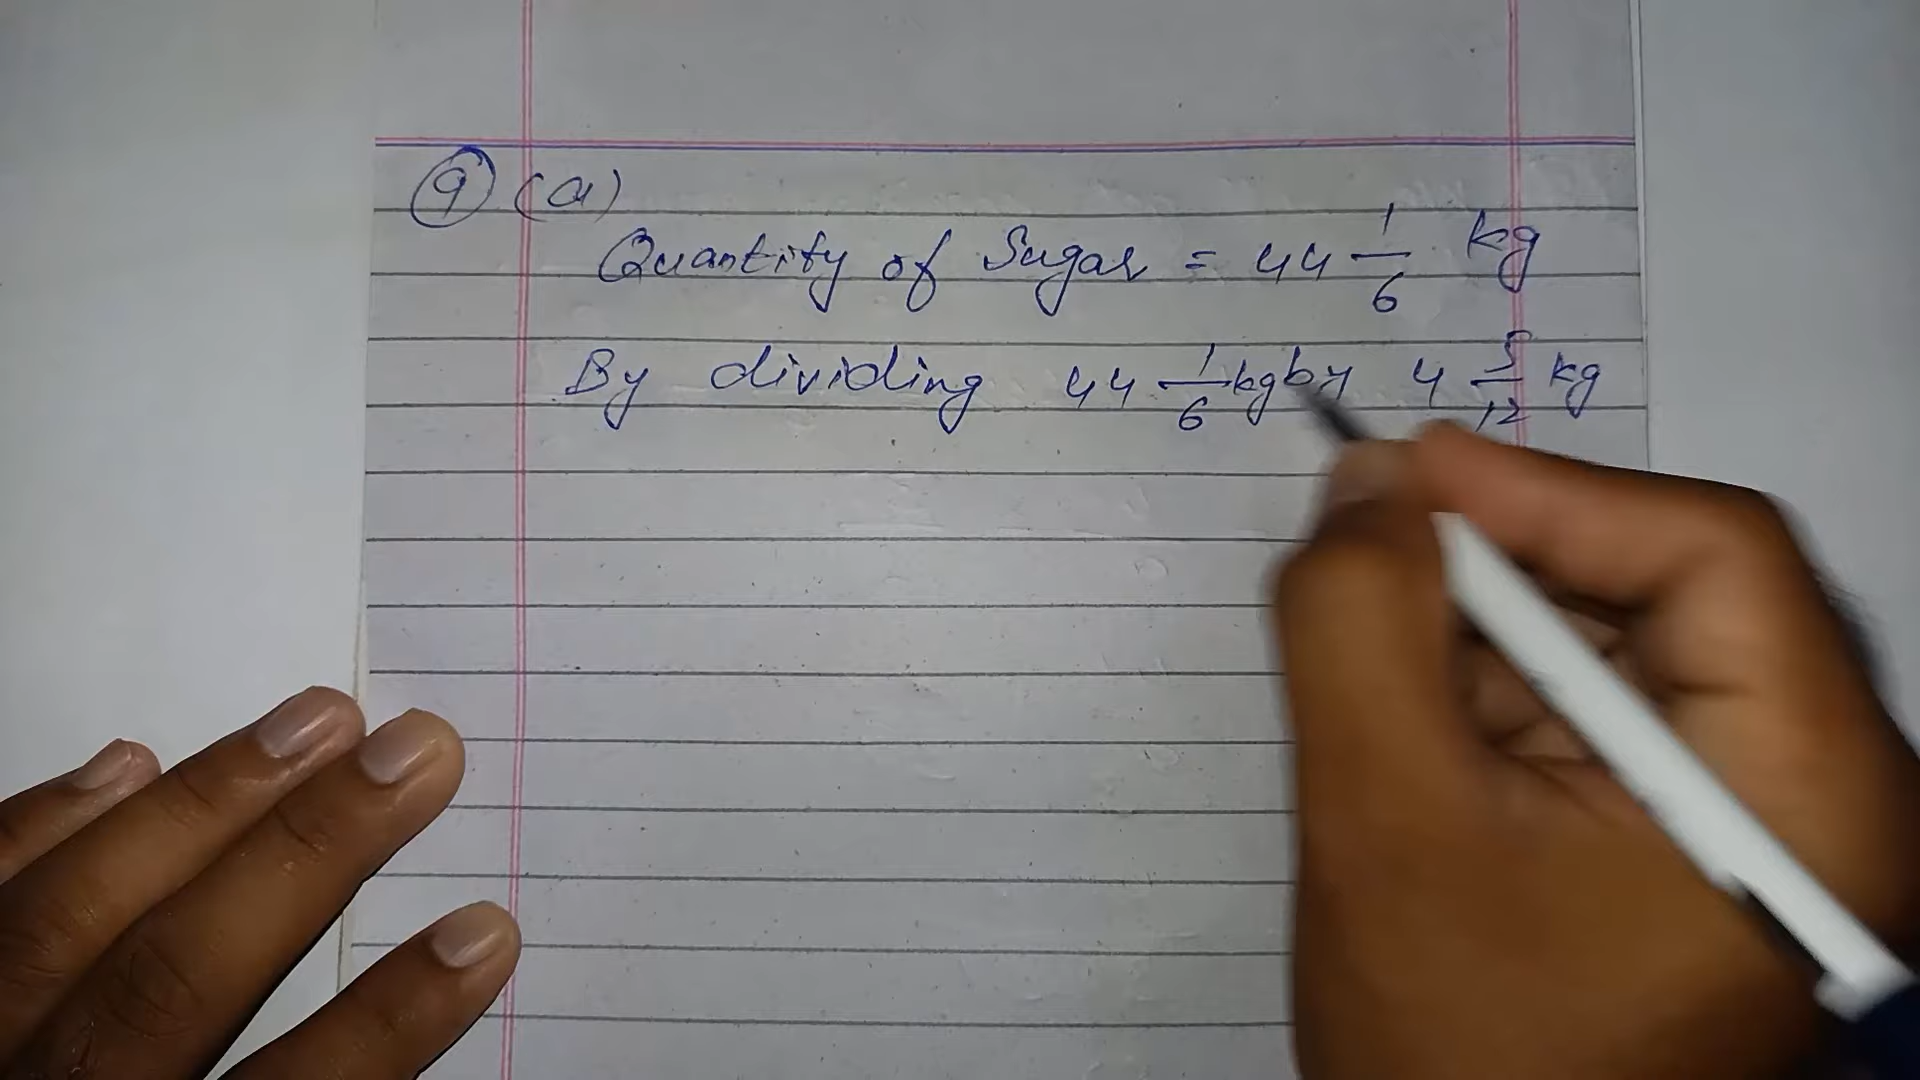 9 (a)
Quantity of Sugar = 44 1/6 kg
By dividing 44 1/6 kg by 4 5/12 kg